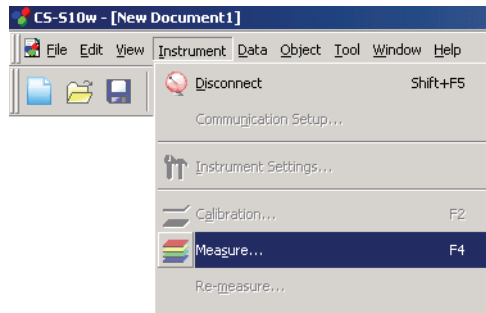 CS-S10w - [New Document1]
File Edit View Instrument Data Object Tool Window Help
Disconnect Shift+F5
Communication Setup...
Instrument Settings...
Calibration... F2
Measure... F4
Re-measure...